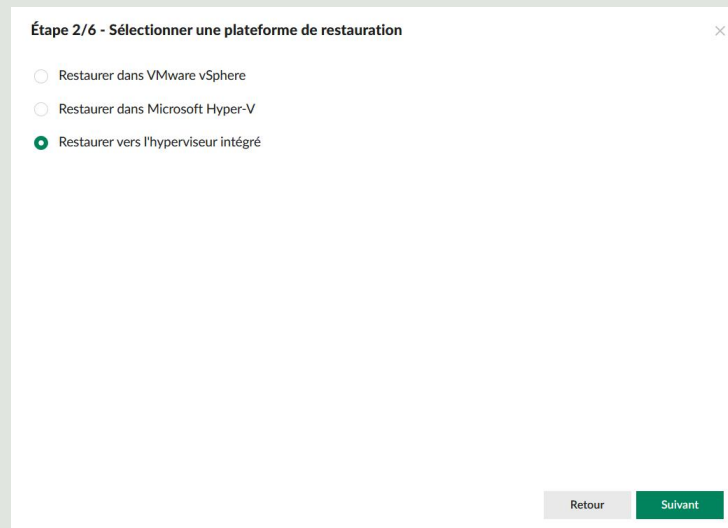 Étape 2/6 - Sélectionner une plateforme de restauration
Restaurer dans VMware vSphere
Restaurer dans Microsoft Hyper-V
Restaurer vers l'hyperviseur intégré
Retour
Suivant